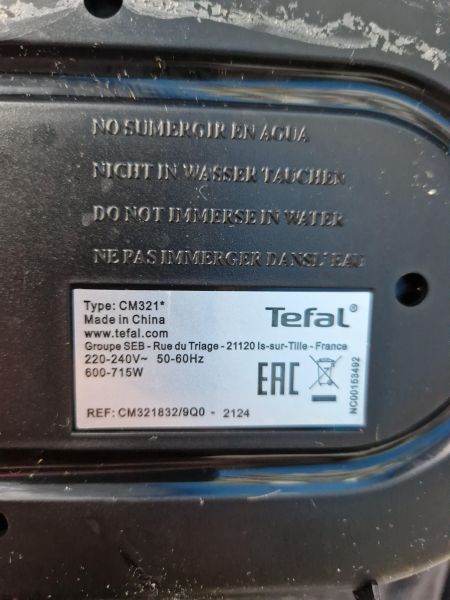 NO SUMERGIR EN AGUA
NICHT IN WASSER TAUCHEN
DO NOT IMMERSE IN WATER
NE PAS IMMERGER DANSL' EAU
Type: CM321*
Made in China
www.tefal.com
Tefal®
Groupe SEB - Rue du Triage - 21120 Is-sur-Tille - France
220-240V~ 50-60Hz
600-715W
EAC
REF: CM321832/9Q0 - 2124
NC00153492